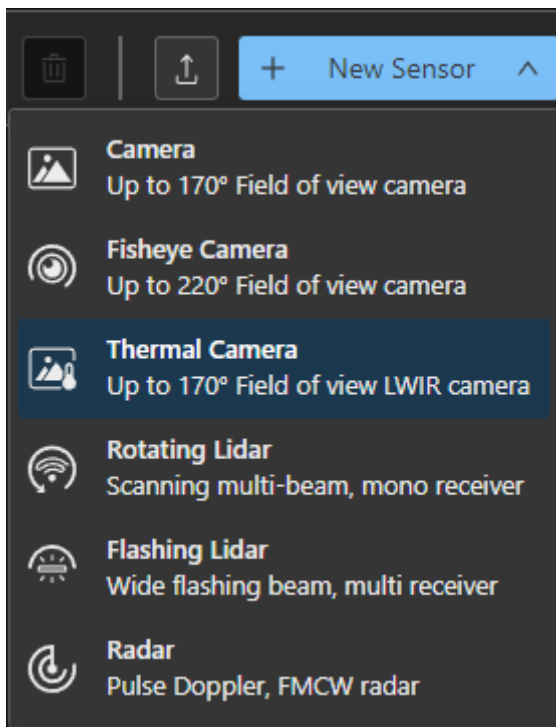 New Sensor
Camera
Up to 170° Field of view camera
Fisheye Camera
Up to 220° Field of view camera
Thermal Camera
Up to 170° Field of view LWIR camera
Rotating Lidar
Scanning multi-beam, mono receiver
Flashing Lidar
Wide flashing beam, multi receiver
Radar
Pulse Doppler, FMCW radar